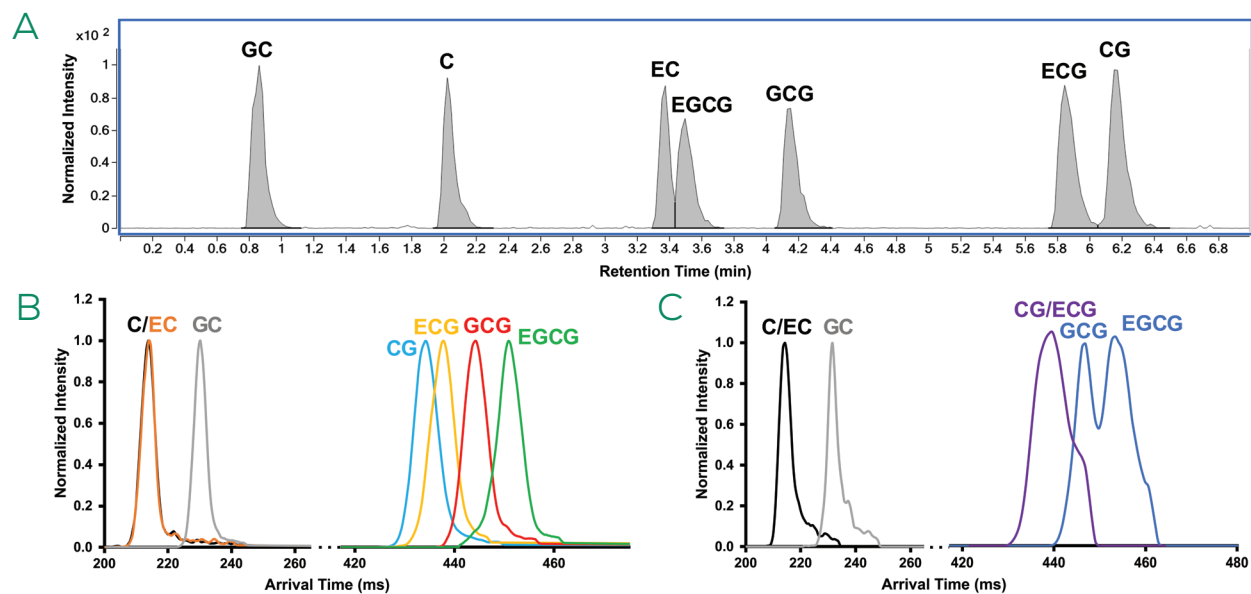 A
x10 2
GC
C
EC
EGCG
GCG
ECG
CG
Normalized Intensity
1
0.8
0.6
0.4
0.2
0
0.2 0.4 0.6 0.8 1 1.2 1.4 1.6 1.8 2 2.2 2.4 2.6 2.8 3 3.2 3.4 3.6 3.8 4 4.2 4.4 4.6 4.8 5 5.2 5.4 5.6 5.8 6 6.2 6.4 6.6 6.8
Retention Time (min)
B
C/EC
GC
CG
ECG
GCG
EGCG
Normalized Intensity
1.2
1.0
0.8
0.6
0.4
0.2
0.0
200 220 240 260 420 440 460
Arrival Time (ms)
C
C/EC
GC
CG/ECG
GCG
EGCG
Normalized Intensity
1.2
1.0
0.8
0.6
0.4
0.2
0.0
200 220 240 260 420 440 460 480
Arrival Time (ms)